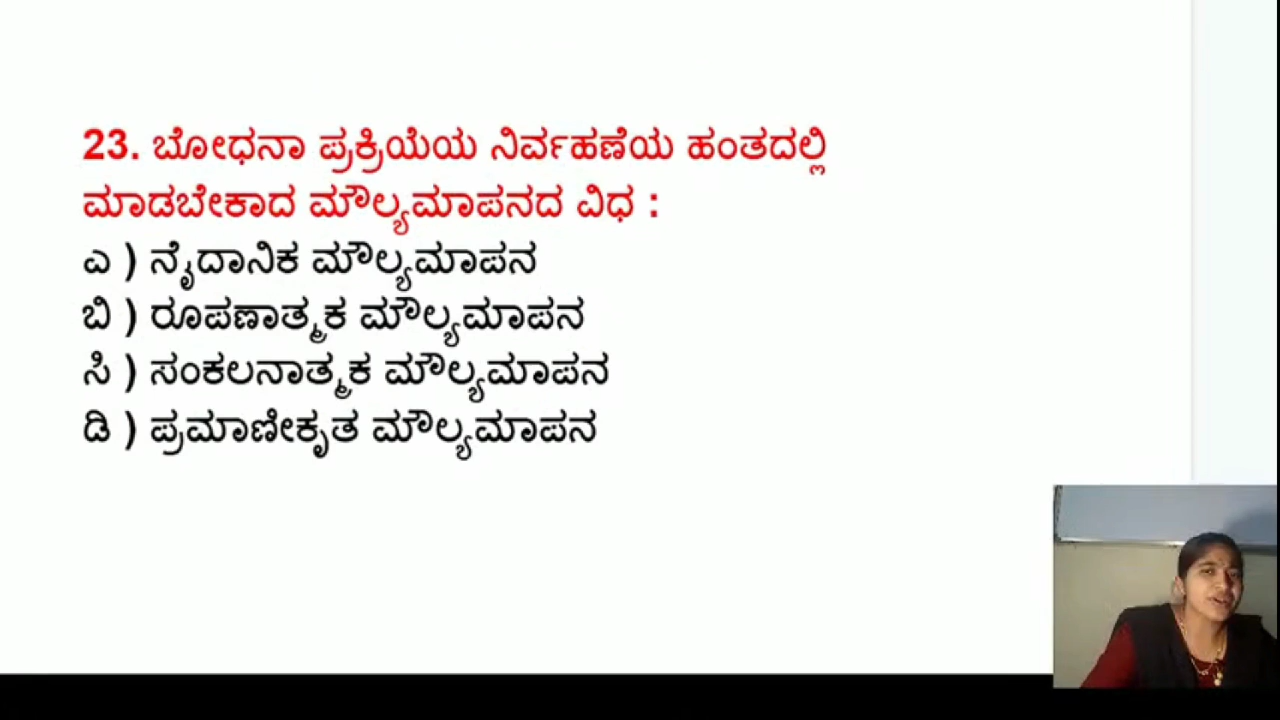 23. ಬೋಧನಾ ಪ್ರಕ್ರಿಯೆಯ ನಿರ್ವಹಣೆಯ ಹಂತದಲ್ಲಿ
ಮಾಡಬೇಕಾದ ಮೌಲ್ಯಮಾಪನದ ವಿಧ :
ಎ ) ನೈದಾನಿಕ ಮೌಲ್ಯಮಾಪನ
ಬಿ ) ರೂಪಣಾತ್ಮಕ ಮೌಲ್ಯಮಾಪನ
ಸಿ ) ಸಂಕಲನಾತ್ಮಕ ಮೌಲ್ಯಮಾಪನ
ಡಿ ) ಪ್ರಮಾಣೀಕೃತ ಮೌಲ್ಯಮಾಪನ